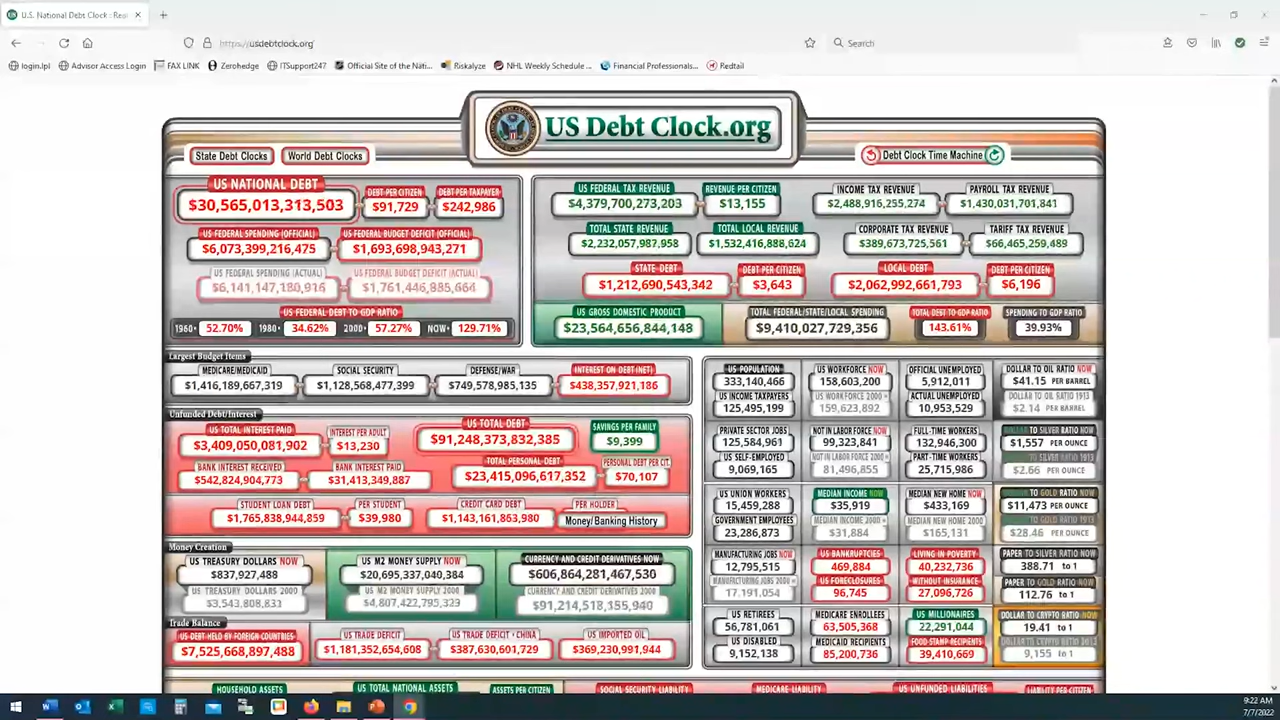 U.S. National Debt Clock : Rea
https://usdebtclock.org
Search
login.lpl
Advisor Access Login
FAX LINK
Zerohedge
ITSupport247
Official Site of the Nati...
Riskalyze
NHL Weekly Schedule ...
Financial Professionals...
Redtail
US Debt Clock.org
State Debt Clocks
World Debt Clocks
Debt Clock Time Machine
US NATIONAL DEBT
$30,565,013,313,503
DEBT PER CITIZEN
$91,729
DEBT PER TAXPAYER
$242,986
US FEDERAL SPENDING (OFFICIAL)
$6,073,399,216,475
US FEDERAL BUDGET DEFICIT (OFFICIAL)
$1,693,698,943,271
US FEDERAL SPENDING (ACTUAL)
$6,141,147,180,916
US FEDERAL BUDGET DEFICIT (ACTUAL)
$1,761,446,885,664
US FEDERAL DEBT TO GDP RATIO
1960• 52.70% 1980• 34.62% 2000• 57.27% NOW• 129.71%
US FEDERAL TAX REVENUE
$4,379,700,273,203
REVENUE PER CITIZEN
$13,155
INCOME TAX REVENUE
$2,488,916,255,274
PAYROLL TAX REVENUE
$1,430,031,701,841
TOTAL STATE REVENUE
$2,232,057,987,958
TOTAL LOCAL REVENUE
$1,532,416,888,624
CORPORATE TAX REVENUE
$389,673,725,561
TARIFF TAX REVENUE
$66,465,259,489
STATE DEBT
$1,212,690,543,342
DEBT PER CITIZEN
$3,643
LOCAL DEBT
$2,062,992,661,793
DEBT PER CITIZEN
$6,196
US GROSS DOMESTIC PRODUCT
$23,564,656,844,148
TOTAL FEDERAL/STATE/LOCAL SPENDING
$9,410,027,729,356
TOTAL DEBT TO GDP RATIO
143.61%
SPENDING TO GDP RATIO
39.93%
Largest Budget Items
MEDICARE/MEDICAID
$1,416,189,667,319
SOCIAL SECURITY
$1,128,568,477,399
DEFENSE/WAR
$749,578,985,135
INTEREST ON DEBT (NET)
$438,357,921,186
Unfunded Debt/Interest
US TOTAL INTEREST PAID
$3,409,050,081,902
INTEREST PER ADULT
$13,230
US TOTAL DEBT
$91,248,373,832,385
SAVINGS PER FAMILY
$9,399
BANK INTEREST RECEIVED
$542,824,904,773
BANK INTEREST PAID
$31,413,349,887
TOTAL PERSONAL DEBT
$23,415,096,617,352
PERSONAL DEBT PER CIT.
$70,107
STUDENT LOAN DEBT
$1,765,838,944,859
PER STUDENT
$39,980
CREDIT CARD DEBT
$1,143,161,863,980
PER HOLDER
Money/Banking History
Money Creation
US TREASURY DOLLARS NOW
$837,927,488
US TREASURY DOLLARS 2000
$3,543,808,831
US M2 MONEY SUPPLY NOW
$20,695,337,040,384
US M2 MONEY SUPPLY 2000
$4,807,422,795,323
CURRENCY AND CREDIT DERIVATIVES NOW
$606,864,281,467,530
CURRENCY AND CREDIT DERIVATIVES 2000
$91,214,518,155,940
Trade Balance
US DEBT HELD BY FOREIGN COUNTRIES
$7,525,668,897,488
US TRADE DEFICIT
$1,181,352,654,608
US TRADE DEFICIT • CHINA
$387,630,601,729
US IMPORTED OIL
$369,230,991,944
US POPULATION
333,140,466
US WORKFORCE NOW
158,603,200
OFFICIAL UNEMPLOYED
5,912,011
DOLLAR TO OIL RATIO NOW
$41.15 PER BARREL
US INCOME TAXPAYERS
125,495,199
US WORKFORCE 2000
159,623,892
ACTUAL UNEMPLOYED
10,953,529
DOLLAR TO OIL RATIO 1913
$2.14 PER BARREL
PRIVATE SECTOR JOBS
125,584,961
NOT IN LABOR FORCE NOW
99,323,841
FULL-TIME WORKERS
132,946,300
TO SILVER RATIO NOW
$1,557 PER OUNCE
US SELF-EMPLOYED
9,069,165
NOT IN LABOR FORCE 2000
81,496,855
PART-TIME WORKERS
25,715,986
TO SILVER RATIO 1913
$2.66 PER OUNCE
US UNION WORKERS
15,459,288
MEDIAN INCOME NOW
$35,919
MEDIAN NEW HOME NOW
$433,169
TO GOLD RATIO NOW
$11,473 PER OUNCE
GOVERNMENT EMPLOYEES
23,286,873
MEDIAN INCOME 2000
$31,884
MEDIAN NEW HOME 2000
$165,131
TO GOLD RATIO 1913
$28.46 PER OUNCE
MANUFACTURING JOBS NOW
12,795,515
US BANKRUPTCIES
469,884
LIVING IN POVERTY
40,232,736
PAPER TO SILVER RATIO NOW
388.71 to 1
MANUFACTURING JOBS 2000
17,191,054
US FORECLOSURES
96,745
WITHOUT INSURANCE
27,096,726
PAPER TO GOLD RATIO NOW
112.76 to 1
US RETIREES
56,781,061
MEDICARE ENROLLEES
63,505,368
US MILLIONAIRES
22,291,044
DOLLAR TO CRYPTO RATIO NOW
19.41 to 1
US DISABLED
9,152,138
MEDICAID RECIPIENTS
85,200,736
FOOD STAMP RECIPIENTS
39,410,669
DOLLAR TO CRYPTO RATIO 2012
9,155 to 1
HOUSEHOLD ASSETS
US TOTAL NATIONAL ASSETS
ASSETS PER CITIZEN
SOCIAL SECURITY LIABILITY
MEDICARE LIABILITY
US UNFUNDED LIABILITIES
LIABILITY PER CITIZEN
9:22 AM
7/7/2022